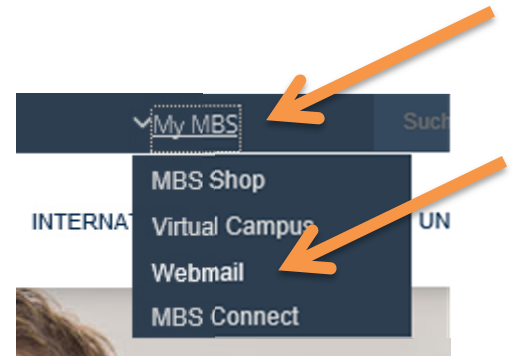 My MBS Such
MBS Shop
INTERNAT Virtual Campus UN
Webmail
MBS Connect